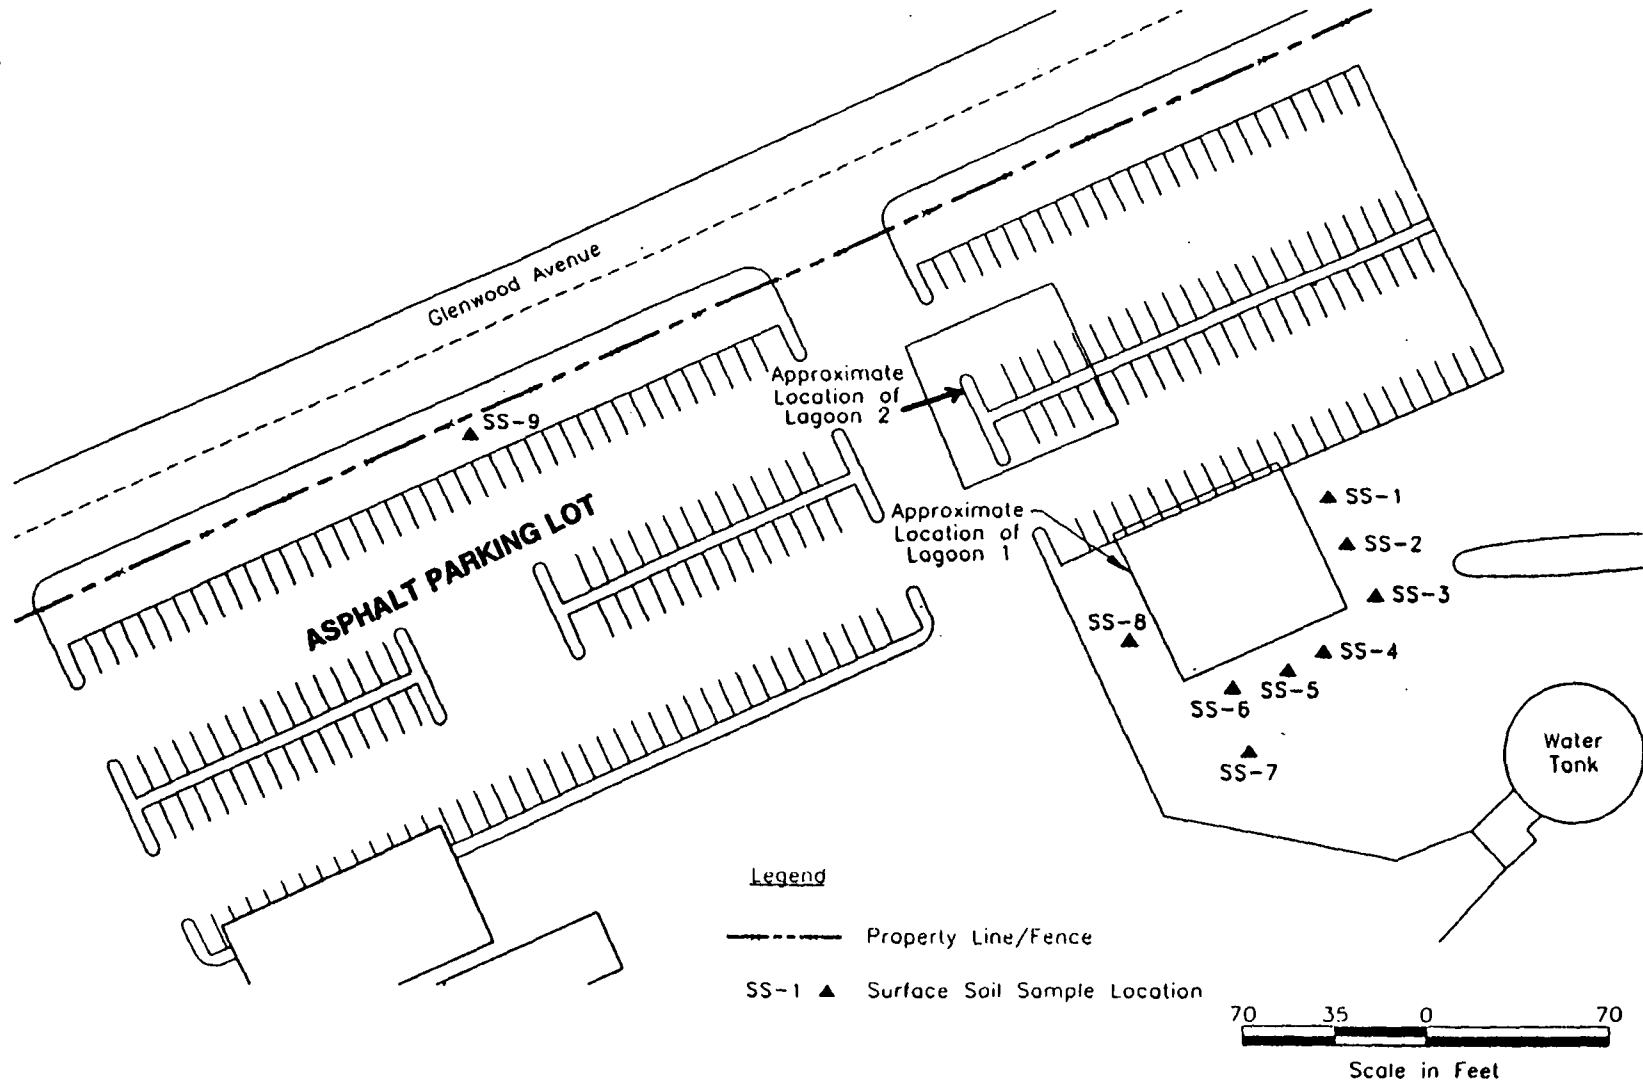 Glenwood Avenue
SS-9
Approximate
Location of
Lagoon 2
ASPHALT PARKING LOT
Approximate
Location of
Lagoon 1
SS-1
SS-2
SS-3
SS-8
SS-4
SS-5
SS-6
SS-7
Water
Tank
Legend
Property Line/Fence
SS-1 ▲ Surface Soil Sample Location
70 35 0 70
Scale in Feet